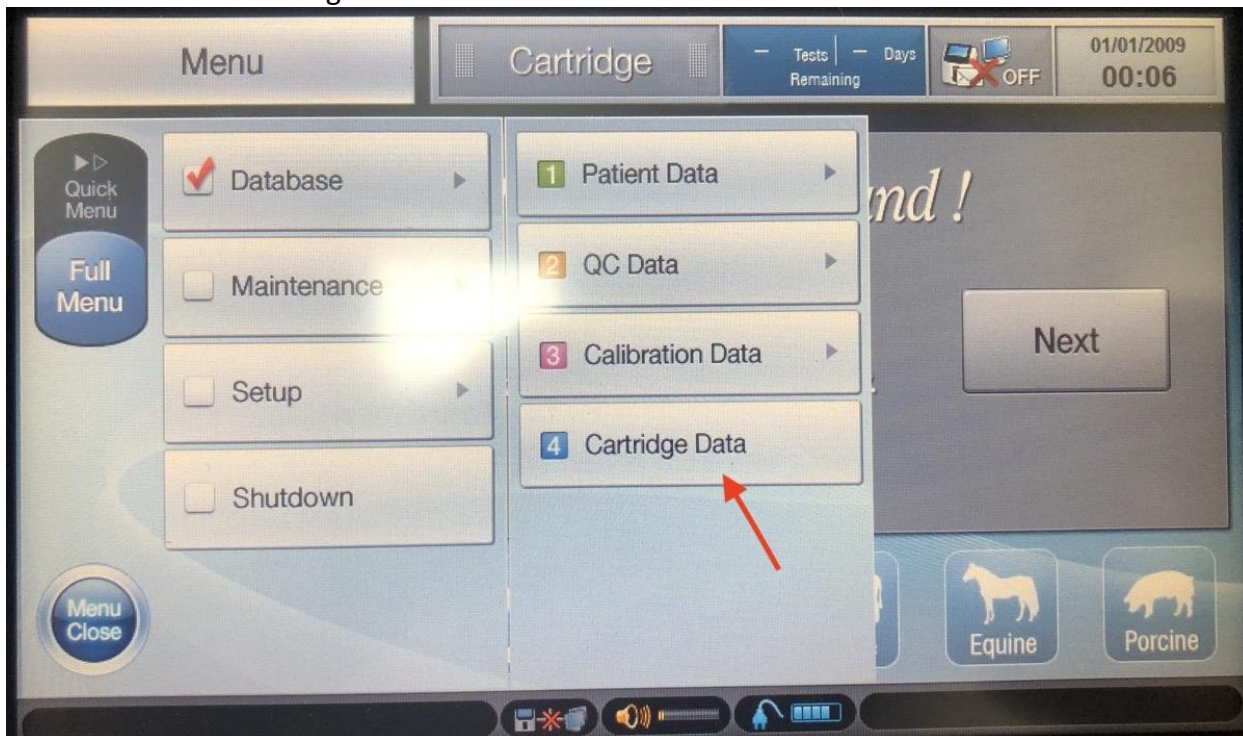 Menu
Cartridge
– Tests – Days
Remaining
OFF
01/01/2009
00:06
Quick
Menu
Full
Menu
Database
Maintenance
Setup
Shutdown
1 Patient Data
2 QC Data
3 Calibration Data
4 Cartridge Data
!
Next
Menu
Close
Equine
Porcine